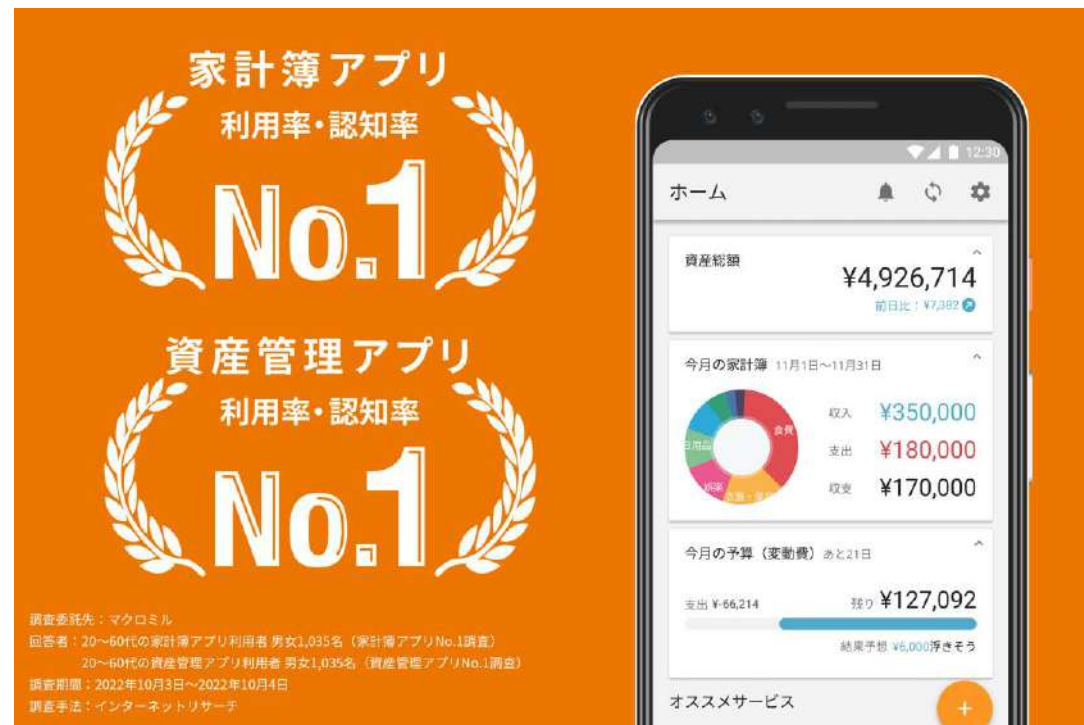 家計簿アプリ
利用率・認知率
No.1
資産管理アプリ
利用率・認知率
No.1
調査委託先：マクロミル
回答者：20～60代の家計簿アプリ利用者 男女1,035名（家計簿アプリNo.1調査）
20～60代の資産管理アプリ利用者 男女1,035名（資産管理アプリNo.1調査）
調査期間：2022年10月3日～2022年10月4日
調査手法：インターネットリサーチ
12:30
ホーム
資産総額
¥4,926,714
前日比：¥7,382
今月の家計簿 11月1日～11月31日
食費
日用品
娯楽
収入 ¥350,000
支出 ¥180,000
収支 ¥170,000
今月の予算（変動費） あと21日
支出 ¥-66,214 残り ¥127,092
結果予想 ¥6,000浮きそう
オススメサービス
+